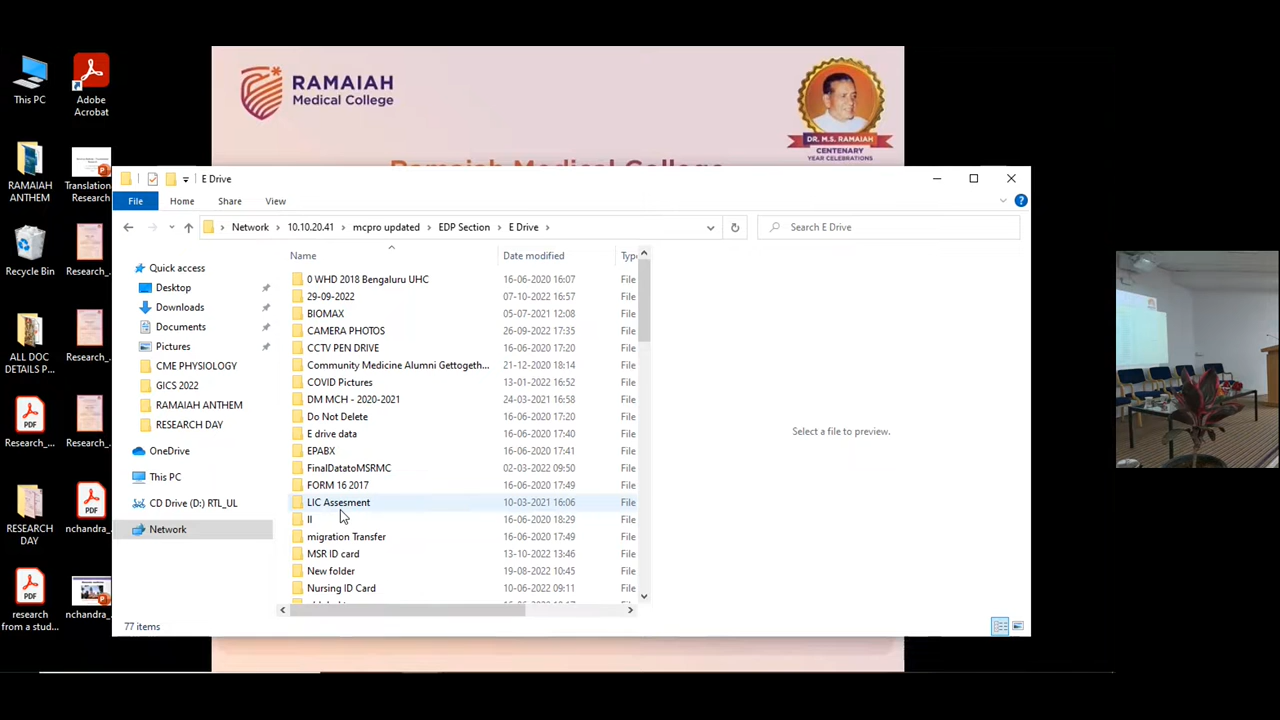 This PC
Adobe
Acrobat
RAMAIAH
ANTHEM
Translation
Research
Recycle Bin
Research_...
ALL DOC
DETAILS P...
Research_...
Research_...
Research_...
RESEARCH
DAY
nchandra_
research
from a stud...
nchandra_
RAMAIAH
Medical College
DR. M.S. RAMAIAH
CENTENARY
YEAR CELEBRATIONS
Ramaiah Medical College
E Drive
File
Home
Share
View
Network
10.10.20.41
mcpro updated
EDP Section
E Drive
Search E Drive
Name
Date modified
Typ
Quick access
Desktop
Downloads
Documents
Pictures
CME PHYSIOLOGY
GICS 2022
RAMAIAH ANTHEM
RESEARCH DAY
OneDrive
This PC
CD Drive (D:) RTL_UL
Network
0 WHD 2018 Bengaluru UHC 16-06-2020 16:07 File
29-09-2022 07-10-2022 16:57 File
BIOMAX 05-07-2021 12:08 File
CAMERA PHOTOS 26-09-2022 17:35 File
CCTV PEN DRIVE 16-06-2020 17:20 File
Community Medicine Alumni Gettogeth... 21-12-2020 18:14 File
COVID Pictures 13-01-2022 16:52 File
DM MCH - 2020-2021 24-03-2021 16:58 File
Do Not Delete 16-06-2020 17:20 File
E drive data 16-06-2020 17:40 File
EPABX 16-06-2020 17:41 File
FinalDatatoMSRMC 02-03-2022 09:50 File
FORM 16 2017 16-06-2020 17:49 File
LIC Assesment 10-03-2021 16:06 File
ll 16-06-2020 18:29 File
migration Transfer 16-06-2020 17:49 File
MSR ID card 13-10-2022 13:46 File
New folder 19-08-2022 10:45 File
Nursing ID Card 10-06-2022 09:11 File
Select a file to preview.
77 items